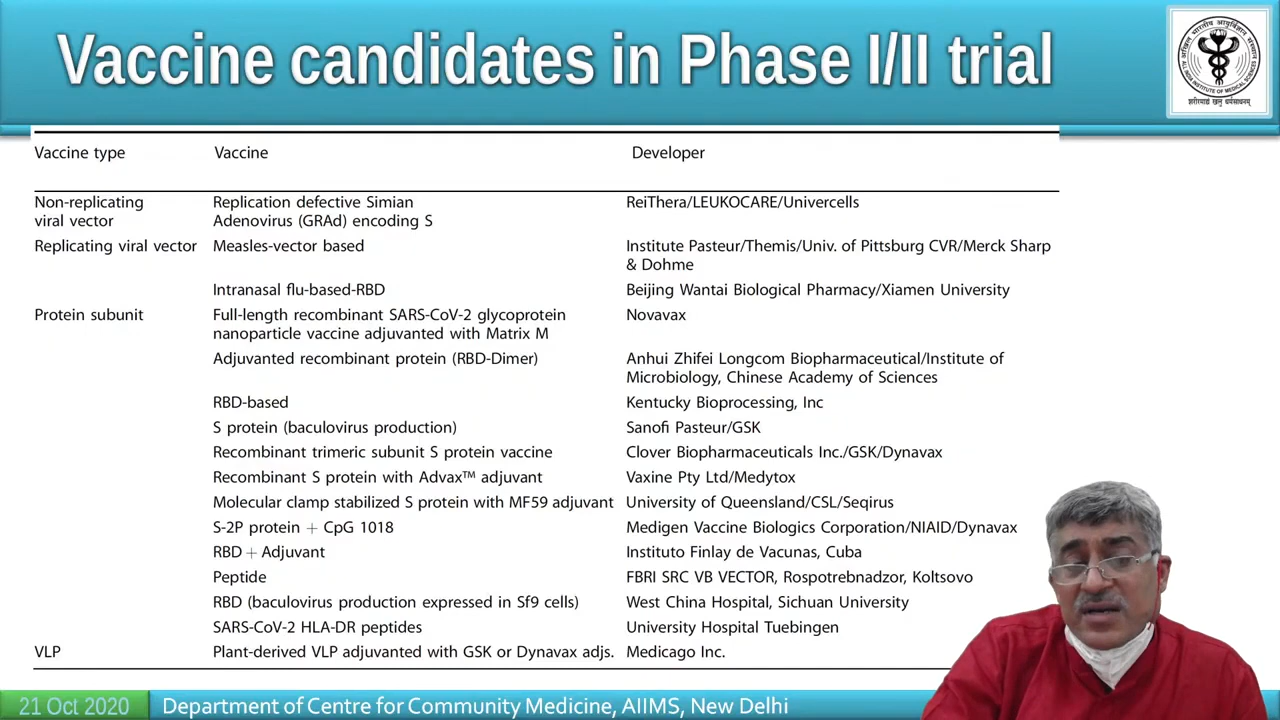 Vaccine candidates in Phase I/II trial
Vaccine type Vaccine Developer
Non-replicating viral vector Replication defective Simian Adenovirus (GRAd) encoding S ReiThera/LEUKOCARE/Univercells
Replicating viral vector Measles-vector based Institute Pasteur/Themis/Univ. of Pittsburg CVR/Merck Sharp & Dohme
Intranasal flu-based-RBD Beijing Wantai Biological Pharmacy/Xiamen University
Protein subunit Full-length recombinant SARS-CoV-2 glycoprotein nanoparticle vaccine adjuvanted with Matrix M Novavax
Adjuvanted recombinant protein (RBD-Dimer) Anhui Zhifei Longcom Biopharmaceutical/Institute of Microbiology, Chinese Academy of Sciences
RBD-based Kentucky Bioprocessing, Inc
S protein (baculovirus production) Sanofi Pasteur/GSK
Recombinant trimeric subunit S protein vaccine Clover Biopharmaceuticals Inc./GSK/Dynavax
Recombinant S protein with Advax™ adjuvant Vaxine Pty Ltd/Medytox
Molecular clamp stabilized S protein with MF59 adjuvant University of Queensland/CSL/Seqirus
S-2P protein + CpG 1018 Medigen Vaccine Biologics Corporation/NIAID/Dynavax
RBD + Adjuvant Instituto Finlay de Vacunas, Cuba
Peptide FBRI SRC VB VECTOR, Rospotrebnadzor, Koltsovo
RBD (baculovirus production expressed in Sf9 cells) West China Hospital, Sichuan University
SARS-CoV-2 HLA-DR peptides University Hospital Tuebingen
VLP Plant-derived VLP adjuvanted with GSK or Dynavax adjs. Medicago Inc.
21 Oct 2020 Department of Centre for Community Medicine, AIIMS, New Delhi